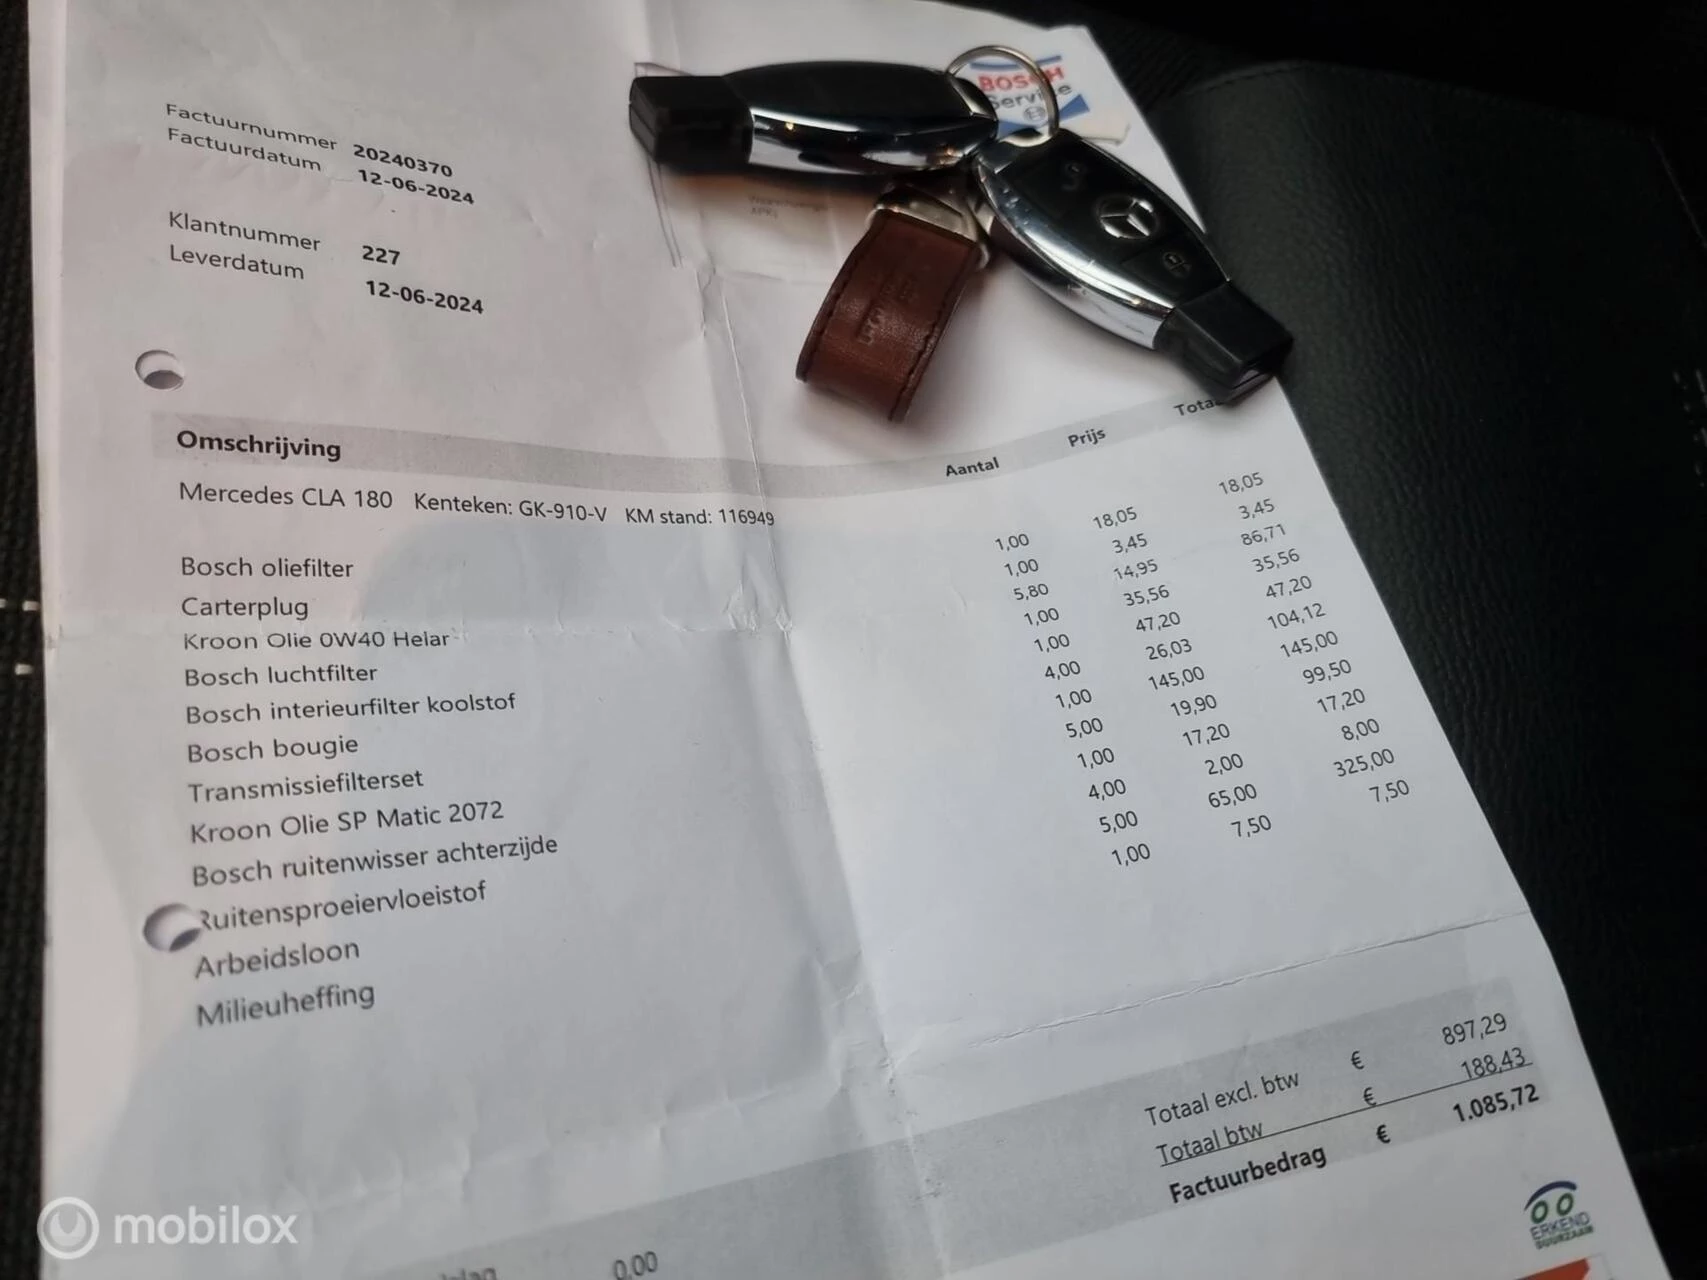 BOSCH
Service
Factuurnummer 20240370
Factuurdatum 12-06-2024
Klantnummer 227
Leverdatum 12-06-2024
Omschrijving Aantal Prijs Totaal
Mercedes CLA 180 Kenteken: GK-910-V KM stand: 116949
Bosch oliefilter 1,00 18,05 18,05
Carterplug 1,00 3,45 3,45
Kroon Olie 0W40 Helar 5,80 14,95 86,71
Bosch luchtfilter 1,00 35,56 35,56
Bosch interieurfilter koolstof 1,00 47,20 47,20
Bosch bougie 4,00 26,03 104,12
Transmissiefilterset 1,00 145,00 145,00
Kroon Olie SP Matic 2072 5,00 19,90 99,50
Bosch ruitenwisser achterzijde 1,00 17,20 17,20
Ruitensproeiervloeistof 4,00 2,00 8,00
Arbeidsloon 5,00 65,00 325,00
Milieuheffing 1,00 7,50 7,50
Totaal excl. btw € 897,29
Totaal btw € 188,43
Factuurbedrag € 1.085,72
ERKEND
DUURZAAM
0,00
mobilox